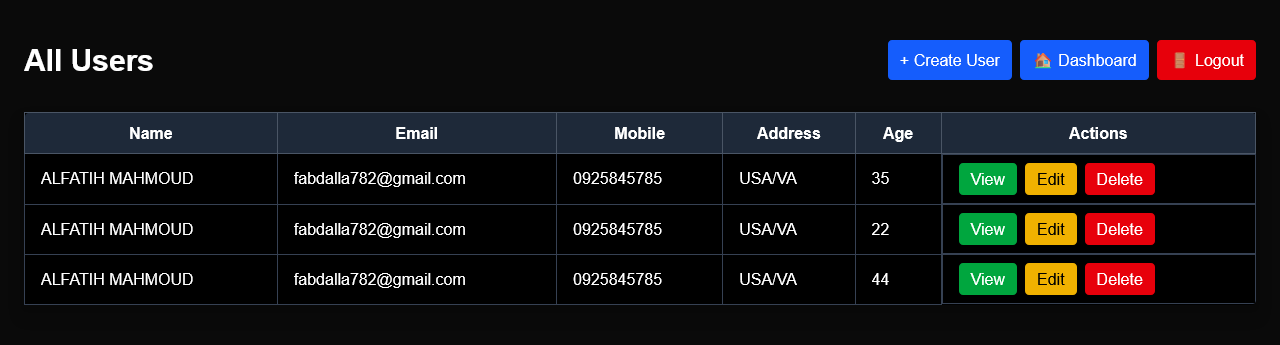 All Users
+ Create User 🏠 Dashboard 🚪 Logout
Name Email Mobile Address Age Actions
ALFATIH MAHMOUD fabdalla782@gmail.com 0925845785 USA/VA 35 View Edit Delete
ALFATIH MAHMOUD fabdalla782@gmail.com 0925845785 USA/VA 22 View Edit Delete
ALFATIH MAHMOUD fabdalla782@gmail.com 0925845785 USA/VA 44 View Edit Delete